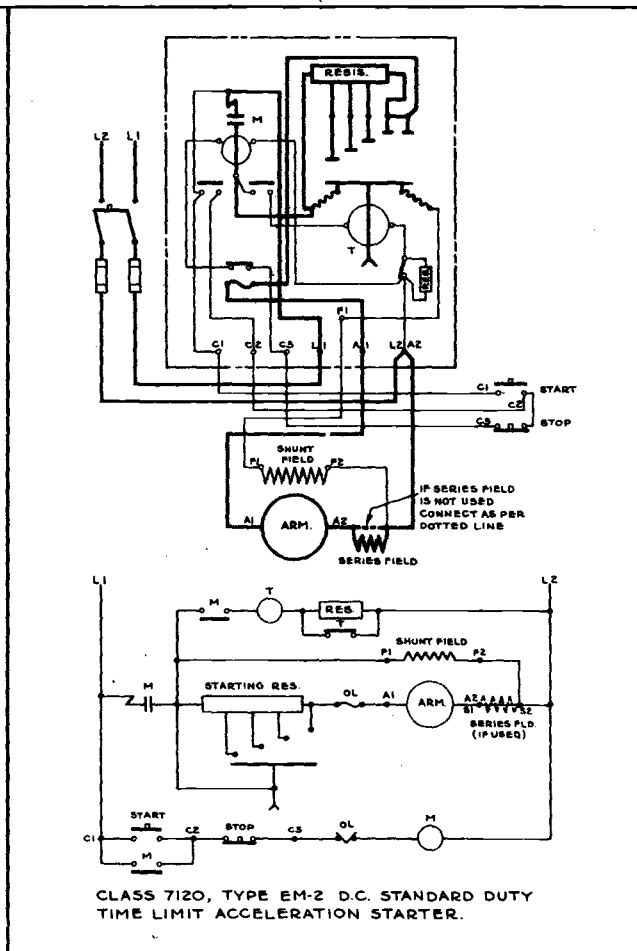 RESIS.
M
L2 L1
T
RES.
F1
C1 C2 C3 L1 A1 L2 A2
C1 START
C2
C3 STOP
SHUNT
FIELD
F1 F2
IF SERIES FIELD
IS NOT USED
CONNECT AS PER
DOTTED LINE
A1 ARM. A2
SERIES FIELD
L1 L2
M T RES.
T
SHUNT FIELD
F1 F2
M STARTING RES. OL A1 ARM. A2
S1 S2
SERIES FLD.
(IF USED)
START
C1 C2 STOP C3 OL M
M
CLASS 7120, TYPE EM-2 D.C. STANDARD DUTY
TIME LIMIT ACCELERATION STARTER.